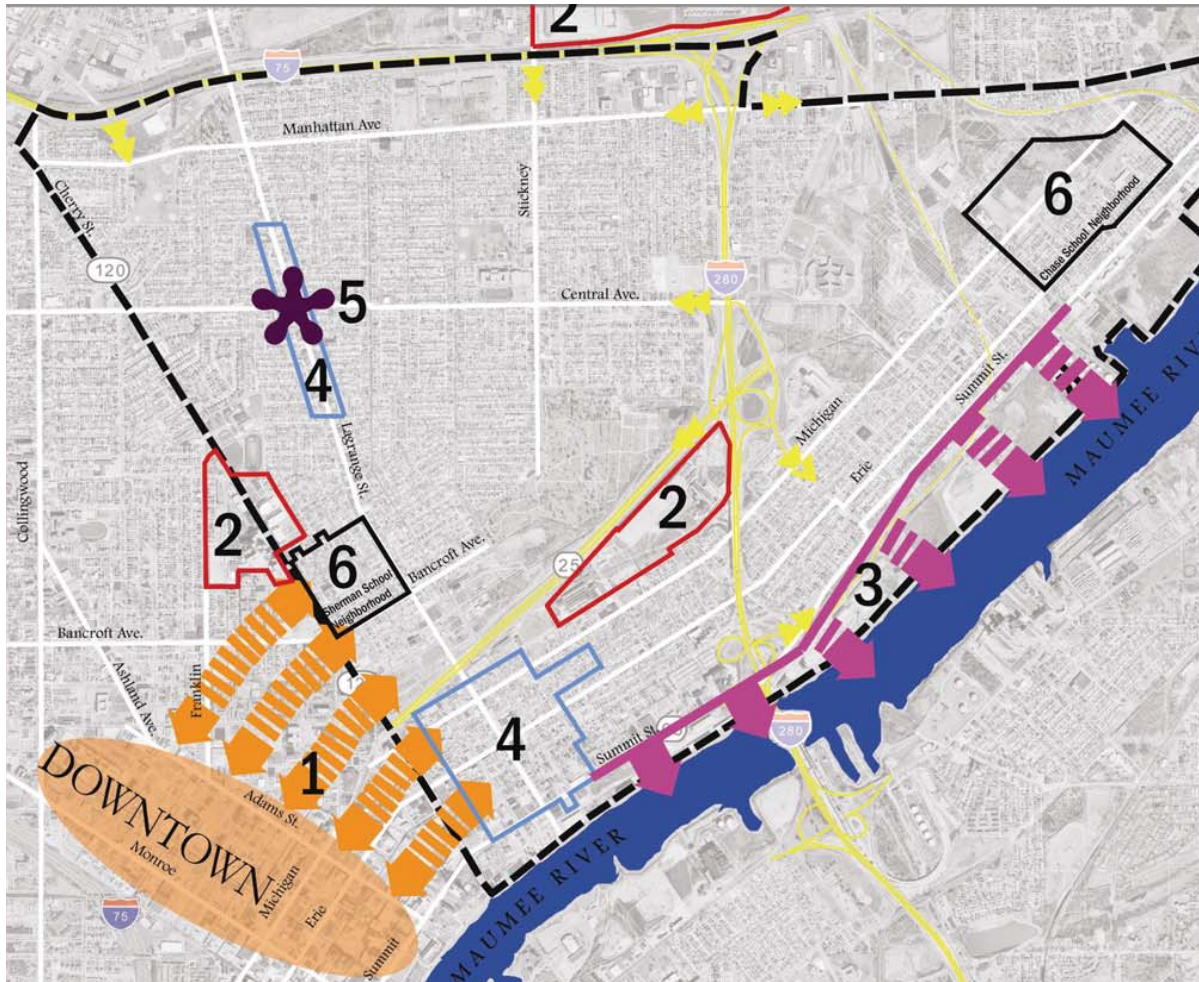 2
75
Manhattan Ave
Stickney
Cherry St.
6
Chase School Neighborhood
120
280
Central Ave.
5
4
Summit St.
MAUMEE RIV
Michigan
Erie
Lagrange St.
Collingwood
2
2
25
6
Sherman School
Neighborhood
Bancroft Ave.
3
Bancroft Ave.
Ashland Ave.
Franklin
4
Summit St.
280
1
Adams St.
DOWNTOWN
Monroe
Michigan
Erie
Summit
75
MAUMEE RIVER